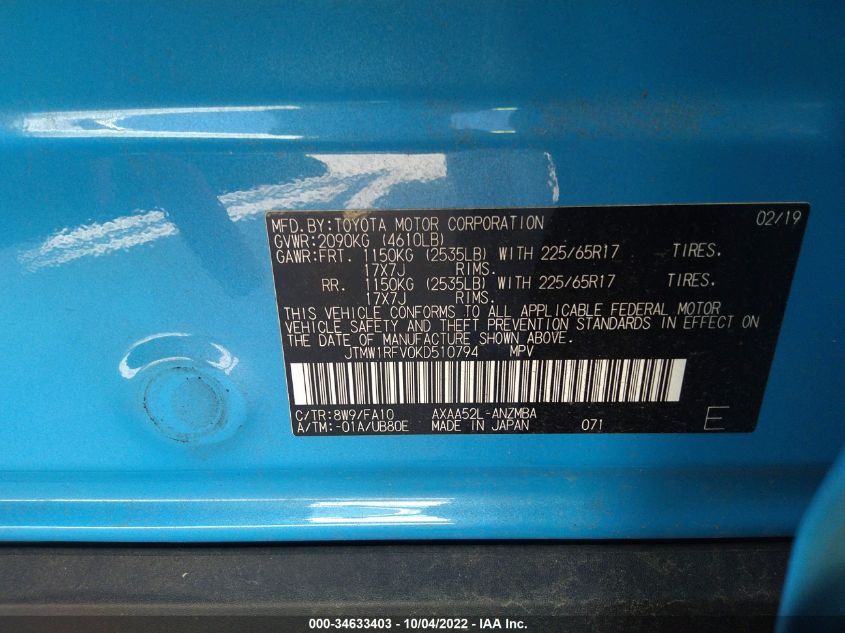 MFD.BY:TOYOTA MOTOR CORPORATION 02/19
GVWR:2090KG (4610LB)
GAWR:FRT. 1150KG (2535LB) WITH 225/65R17 TIRES.
17X7J RIMS.
RR. 1150KG (2535LB) WITH 225/65R17 TIRES.
17X7J RIMS.
THIS VEHICLE CONFORMS TO ALL APPLICABLE FEDERAL MOTOR
VEHICLE SAFETY AND THEFT PREVENTION STANDARDS IN EFFECT ON
THE DATE OF MANUFACTURE SHOWN ABOVE.
JTMW1RFV0KD510794 MPV
C/TR:8W9/FA10 AXAA52L-ANZMBA
A/TM:-01A/UB80E MADE IN JAPAN 071 E
000-34633403 - 10/04/2022 - IAA Inc.